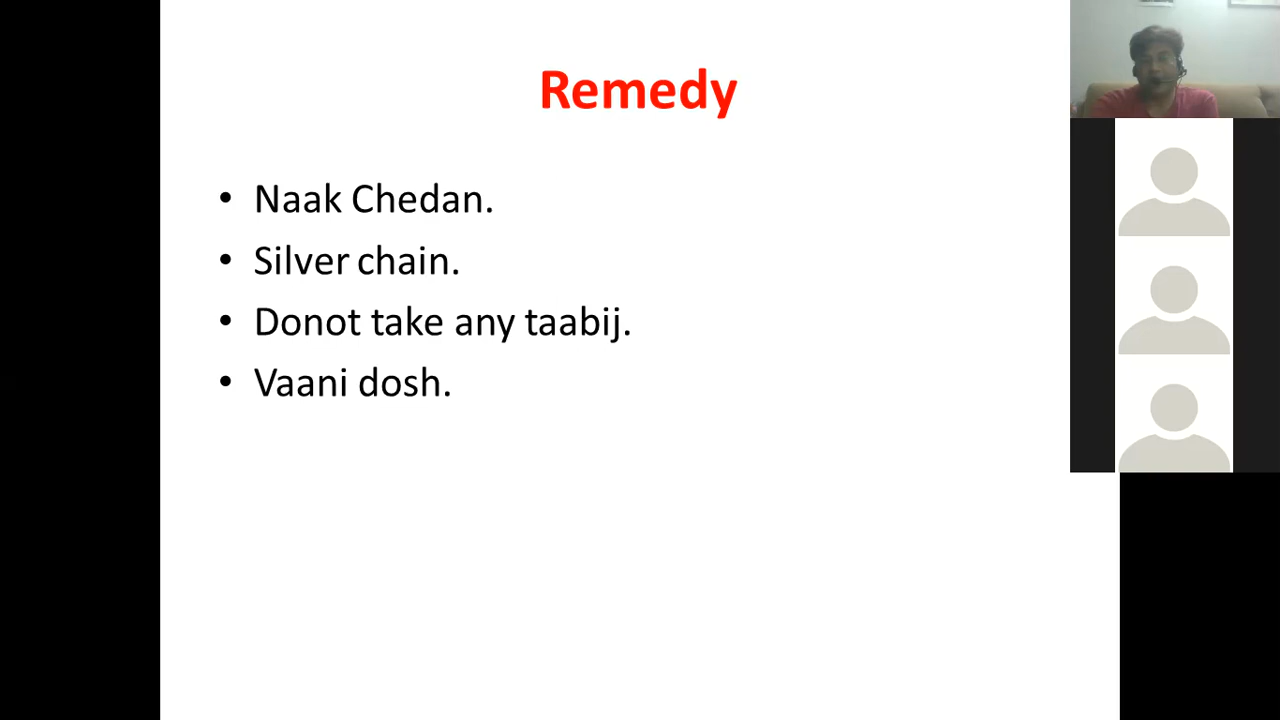 Remedy
• Naak Chedan.
• Silver chain.
• Donot take any taabij.
• Vaani dosh.